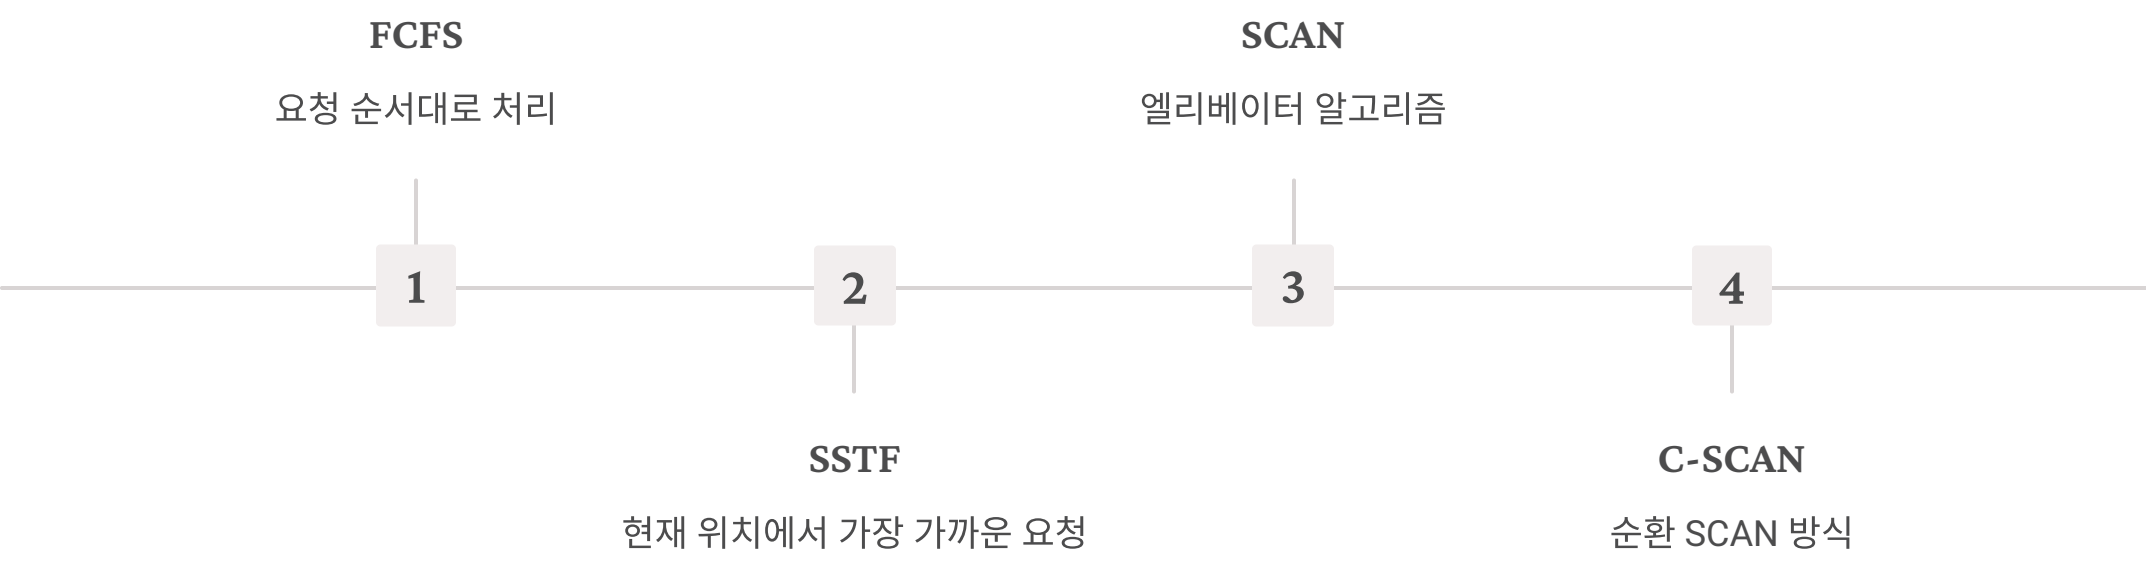 FCFS
요청 순서대로 처리
1
2
SSTF
현재 위치에서 가장 가까운 요청
SCAN
엘리베이터 알고리즘
3
4
C-SCAN
순환 SCAN 방식